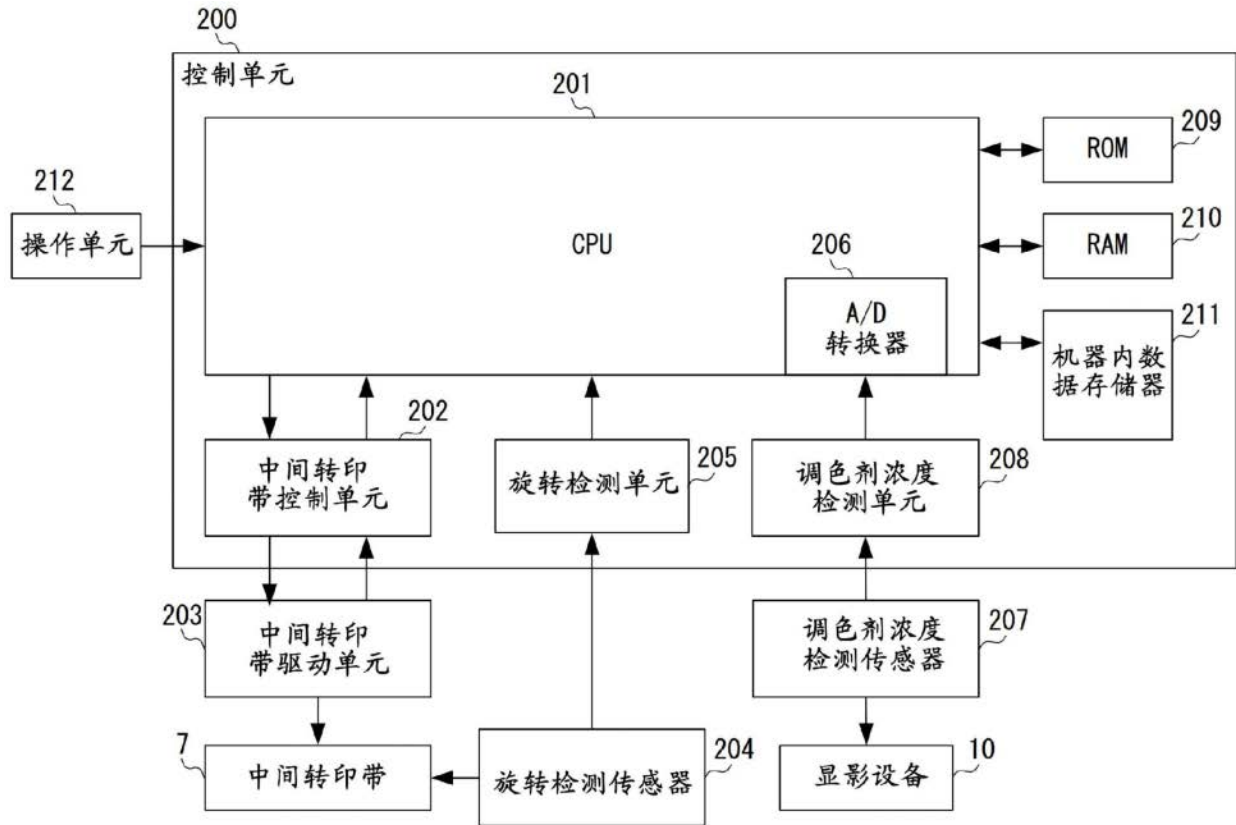 200
控制单元
201
CPU
209
ROM
212
操作单元
210
RAM
206
A/D
转换器
211
机器内数
据存储器
202
中间转印
带控制单元
205
旋转检测单元
208
调色剂浓度
检测单元
203
中间转印
带驱动单元
207
调色剂浓度
检测传感器
7
中间转印带
204
旋转检测传感器
10
显影设备